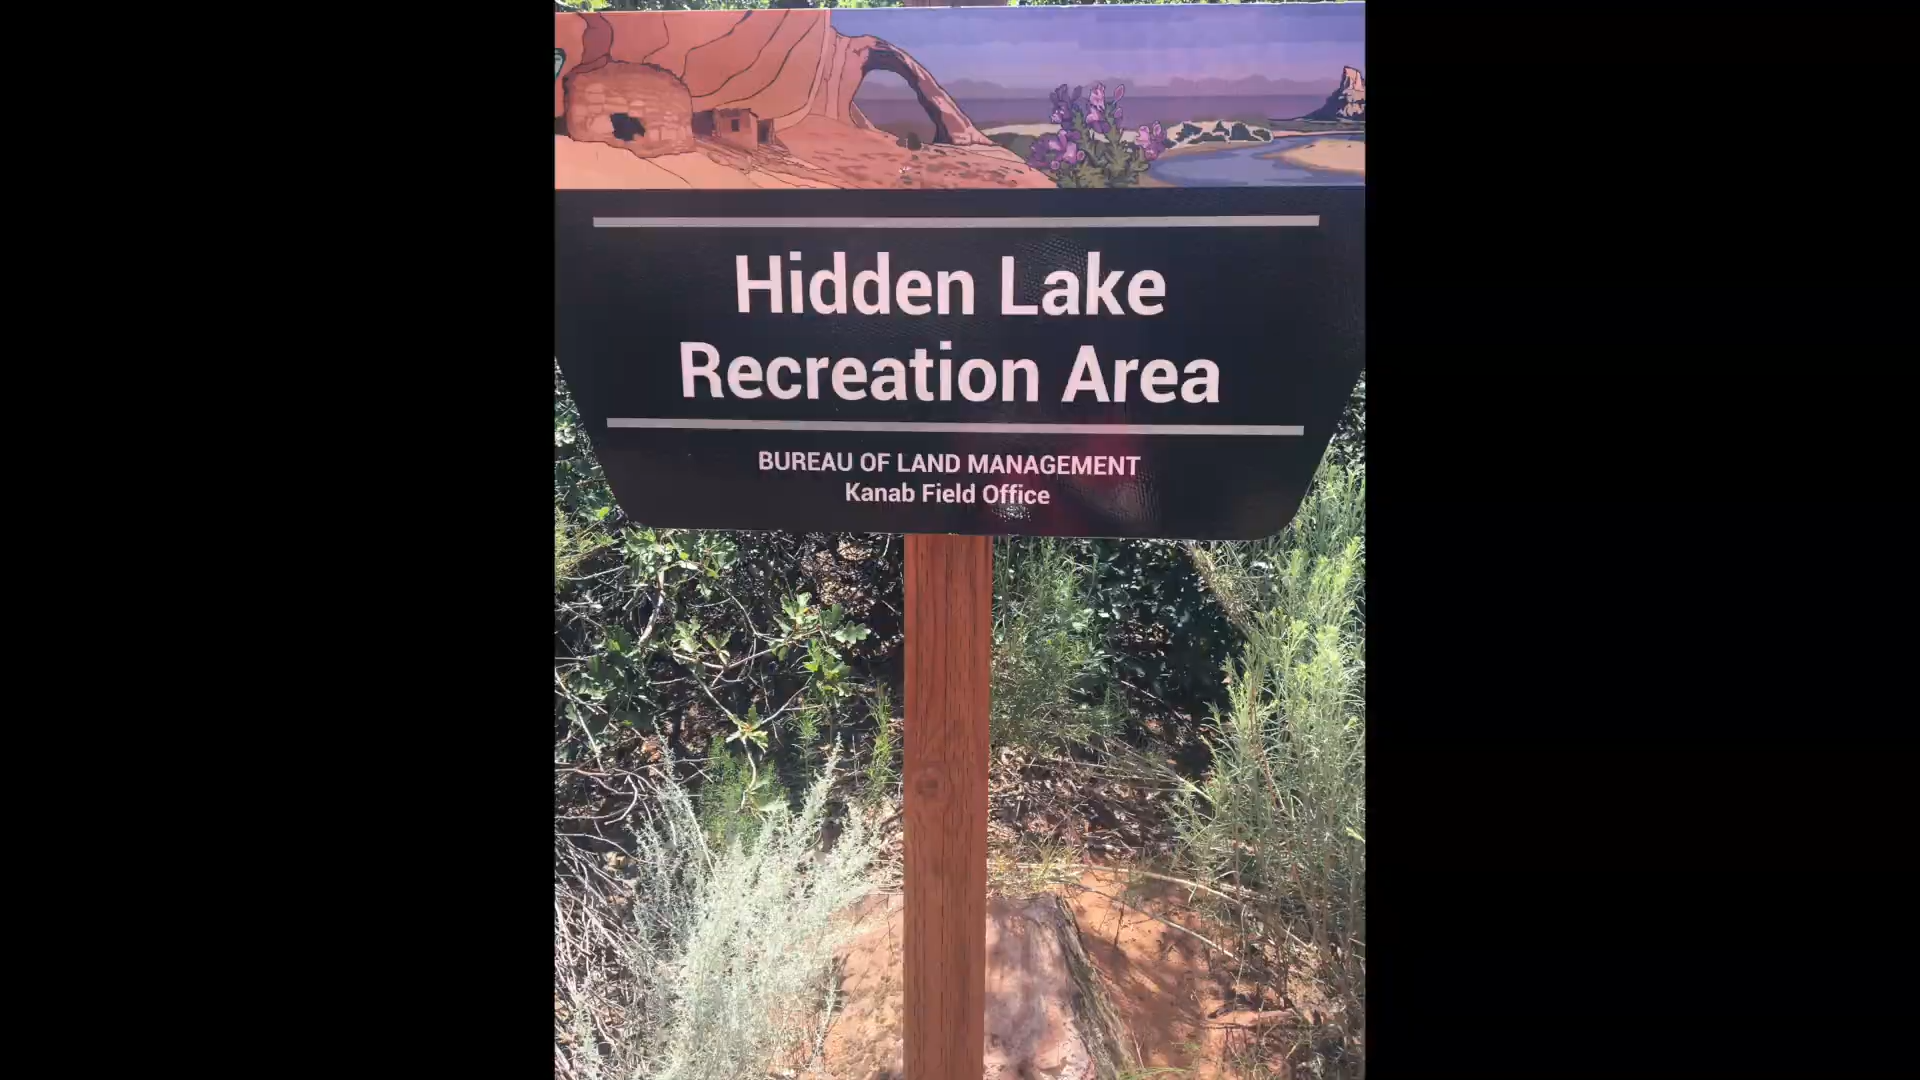 Hidden Lake
Recreation Area
BUREAU OF LAND MANAGEMENT
Kanab Field Office